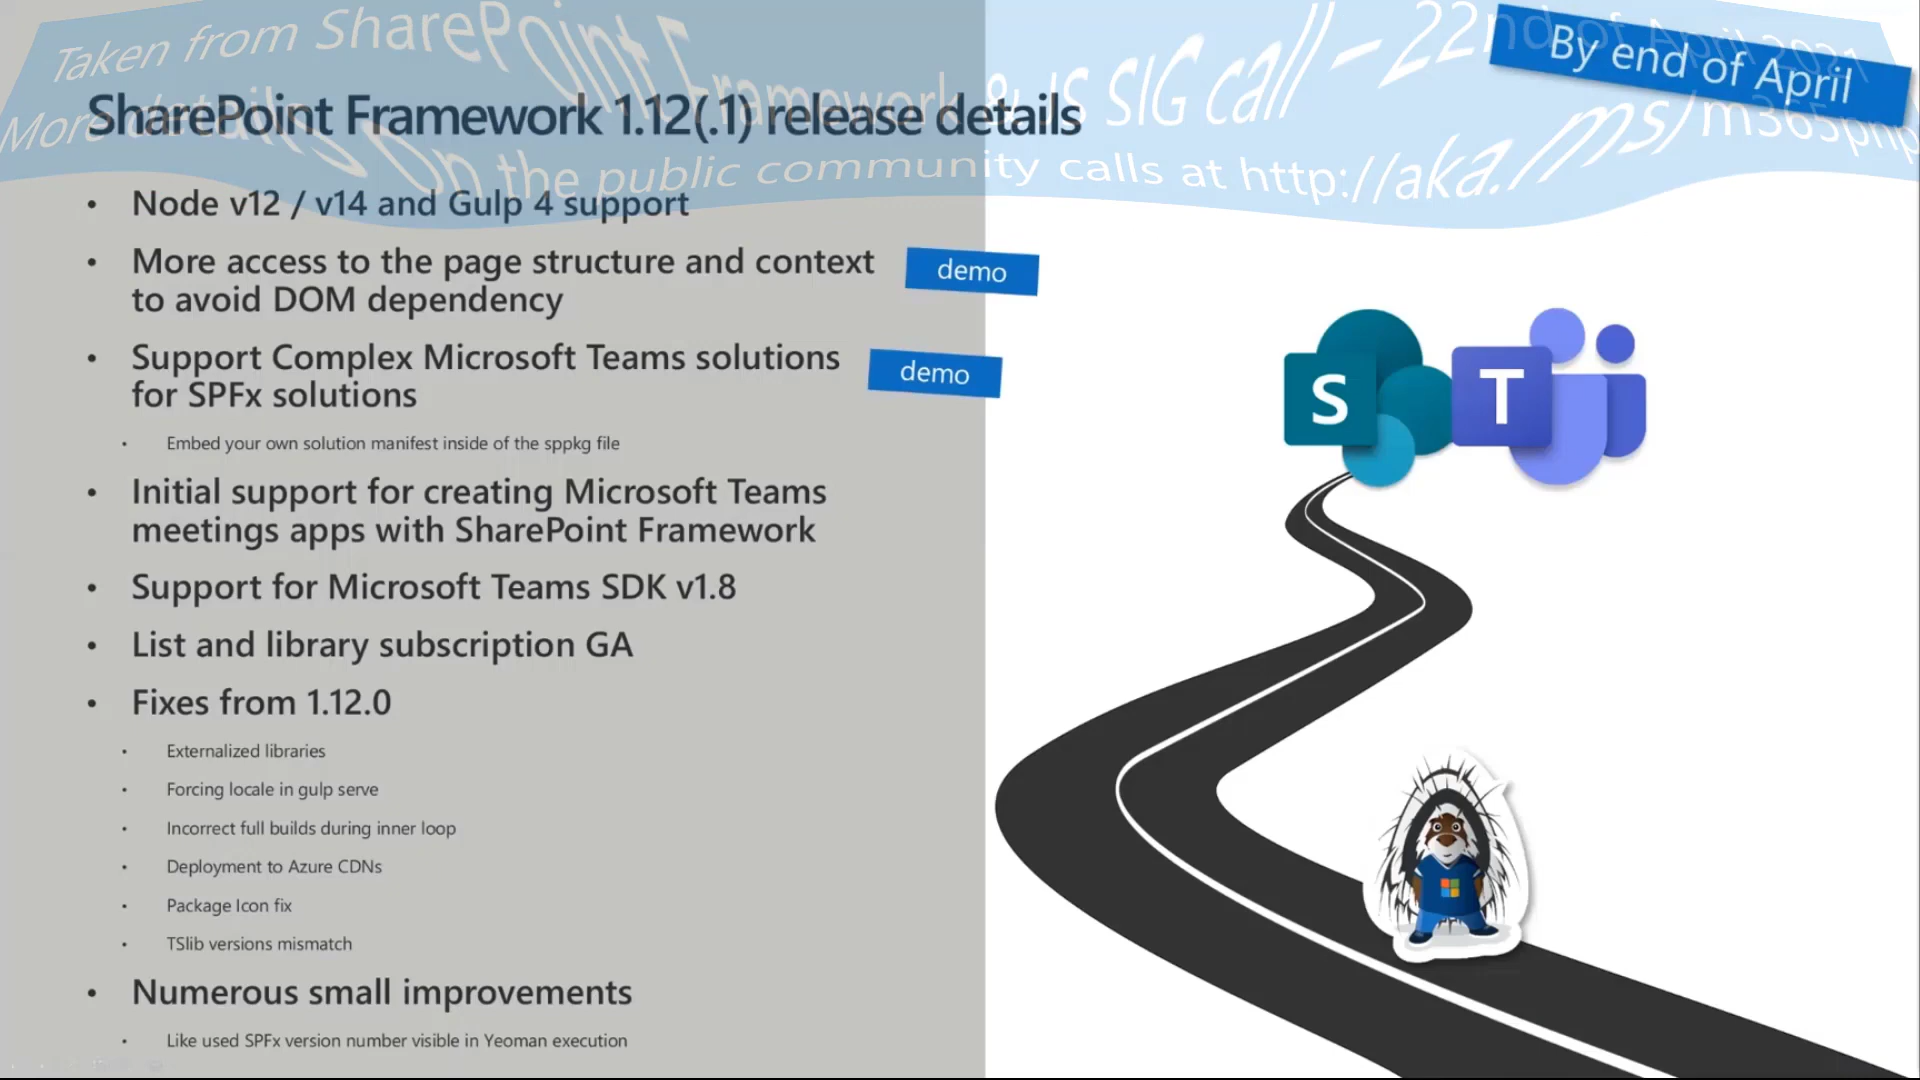 Taken from SharePoint Framework & JS SIG call – 22nd of April 2021
More details on the public community calls at http://aka.ms/m365pnp
By end of April
SharePoint Framework 1.12(.1) release details
• Node v12 / v14 and Gulp 4 support
• More access to the page structure and context
to avoid DOM dependency
demo
• Support Complex Microsoft Teams solutions
for SPFx solutions
demo
• Embed your own solution manifest inside of the sppkg file
• Initial support for creating Microsoft Teams
meetings apps with SharePoint Framework
• Support for Microsoft Teams SDK v1.8
• List and library subscription GA
• Fixes from 1.12.0
• Externalized libraries
• Forcing locale in gulp serve
• Incorrect full builds during inner loop
• Deployment to Azure CDNs
• Package Icon fix
• TSlib versions mismatch
• Numerous small improvements
• Like used SPFx version number visible in Yeoman execution
S
T